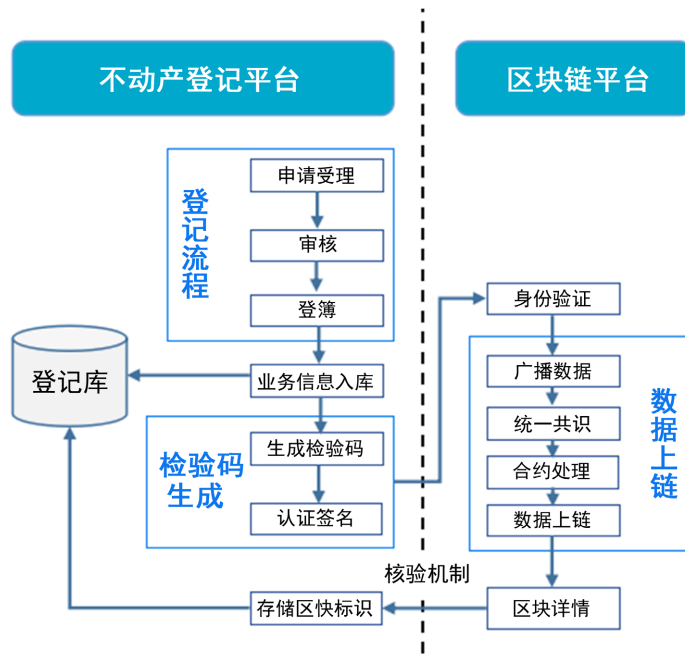 不动产登记平台
区块链平台
登记流程
申请受理
审核
登簿
业务信息入库
登记库
检验码
生成
生成检验码
认证签名
身份验证
广播数据
统一共识
合约处理
数据上链
数据上链
核验机制
存储区快标识
区块详情